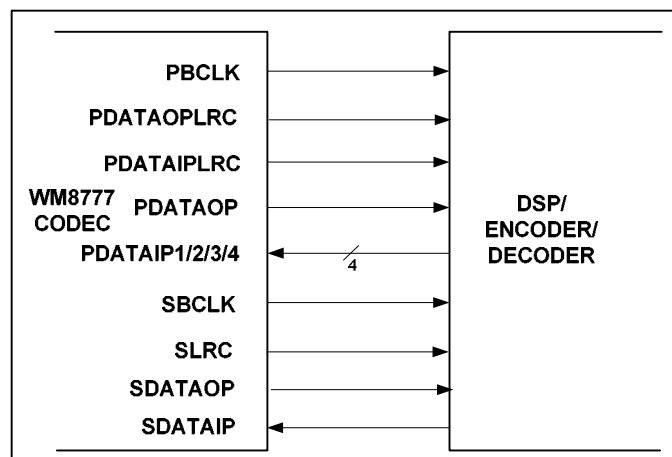 PBCLK
PDATAOPLRC
PDATAIPLRC
WM8777
CODEC
PDATAOP
PDATAIP1/2/3/4
4
SBCLK
SLRC
SDATAOP
SDATAIP
DSP/
ENCODER/
DECODER